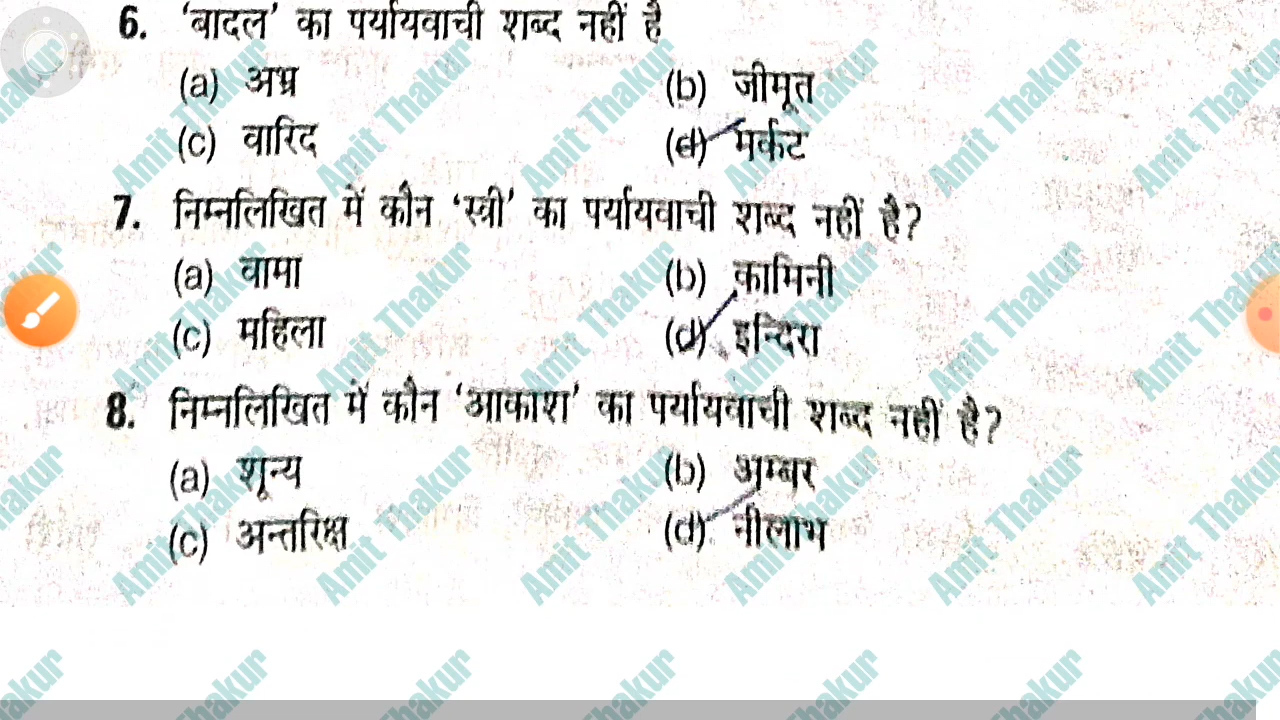 6. 'बादल' का पर्यायवाची शब्द नहीं है
(a) अभ्र (b) जीमूत
(c) वारिद (d) मर्कट
7. निम्नलिखित में कौन 'स्त्री' का पर्यायवाची शब्द नहीं है?
(a) वामा (b) कामिनी
(c) महिला (d) इन्दिरा
8. निम्नलिखित में कौन 'आकाश' का पर्यायवाची शब्द नहीं है?
(a) शून्य (b) अम्बर
(c) अन्तरिक्ष (d) नीलाभ
Amit Thakur